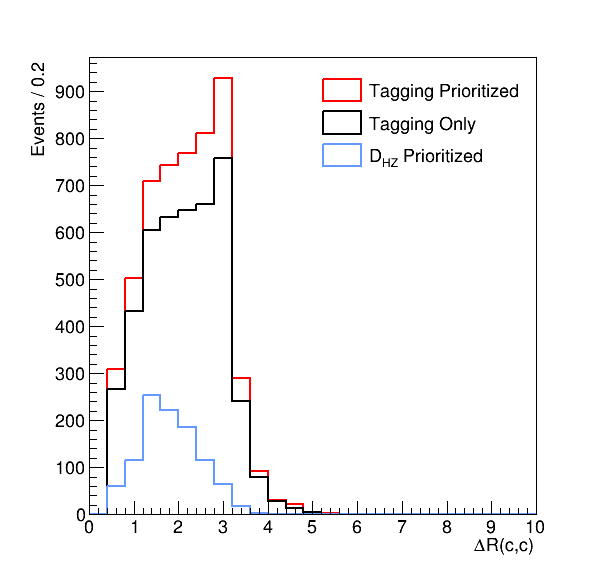 Events / 0.2
900
800
700
600
500
400
300
200
100
0
Tagging Prioritized
Tagging Only
D_HZ Prioritized
0 1 2 3 4 5 6 7 8 9 10
ΔR(c,c)